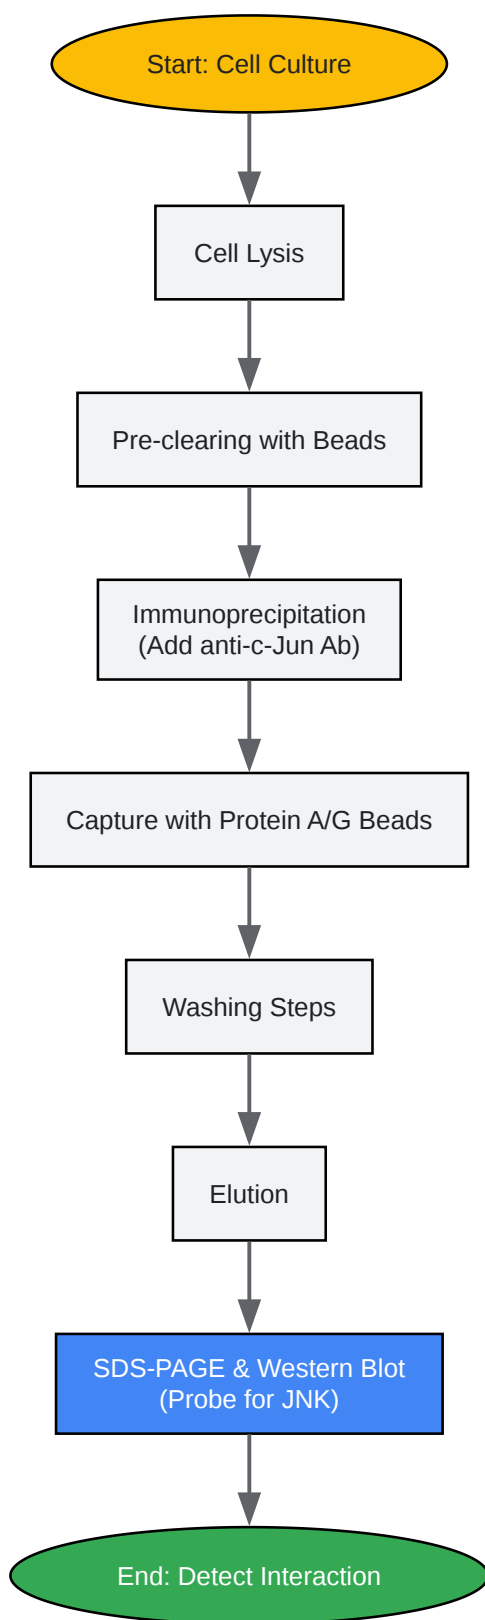 Start: Cell Culture
Cell Lysis
Pre-clearing with Beads
Immunoprecipitation
(Add anti-c-Jun Ab)
Capture with Protein A/G Beads
Washing Steps
Elution
SDS-PAGE & Western Blot
(Probe for JNK)
End: Detect Interaction